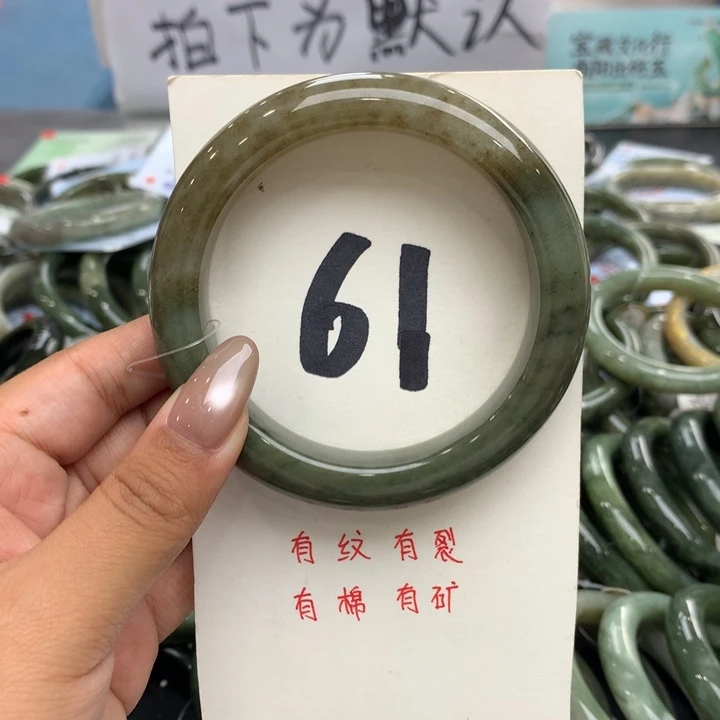 拍下为默认
61
有纹 有裂
有棉 有矿